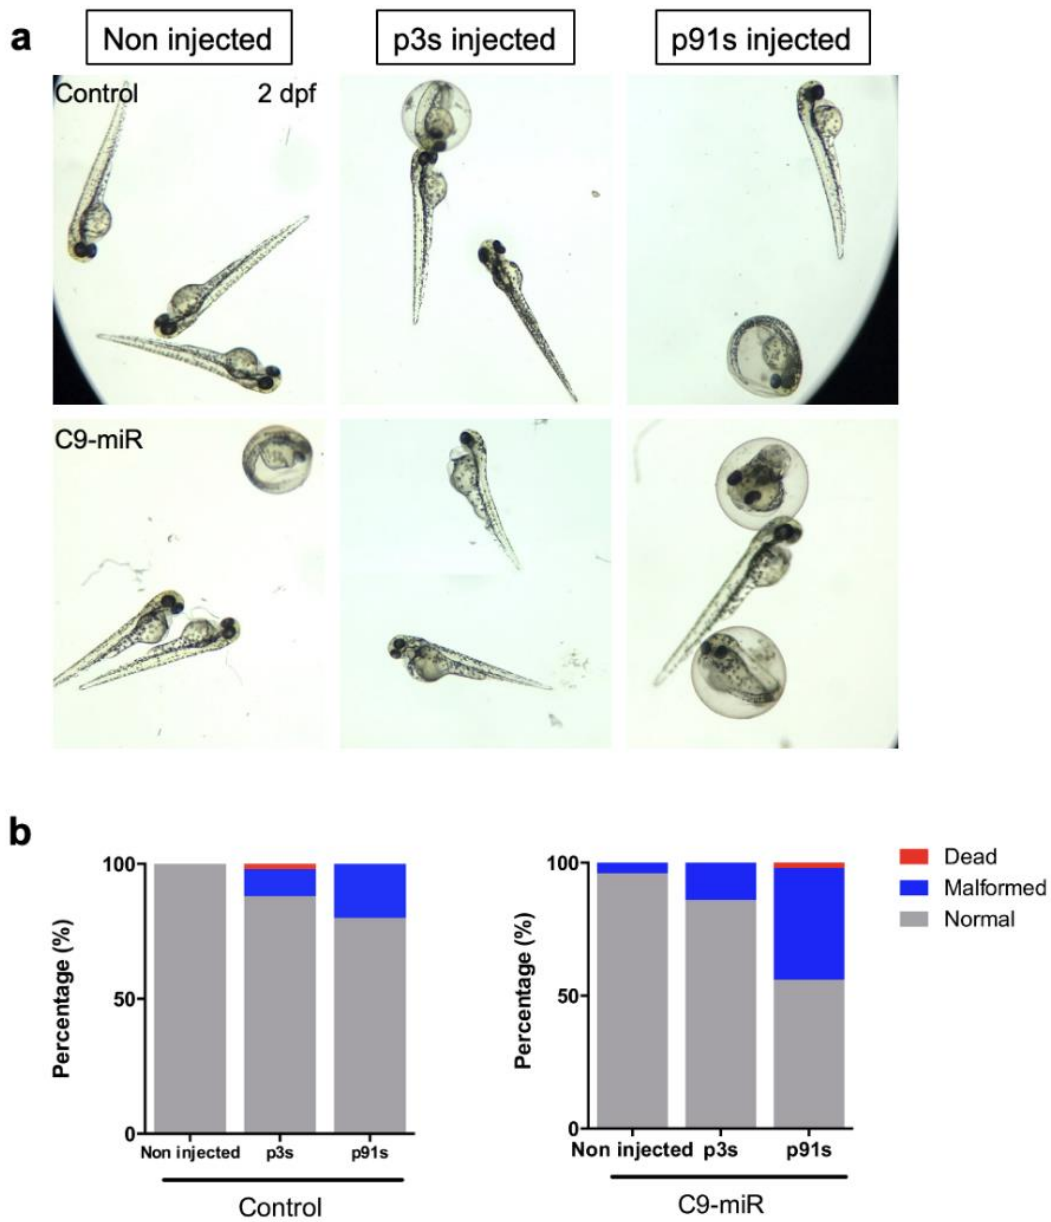 a
Non injected
p3s injected
p91s injected
Control
2 dpf
C9-miR
b
Percentage (%)
100
50
0
Non injected
p3s
p91s
Control
Percentage (%)
100
50
0
Non injected
p3s
p91s
C9-miR
Dead
Malformed
Normal